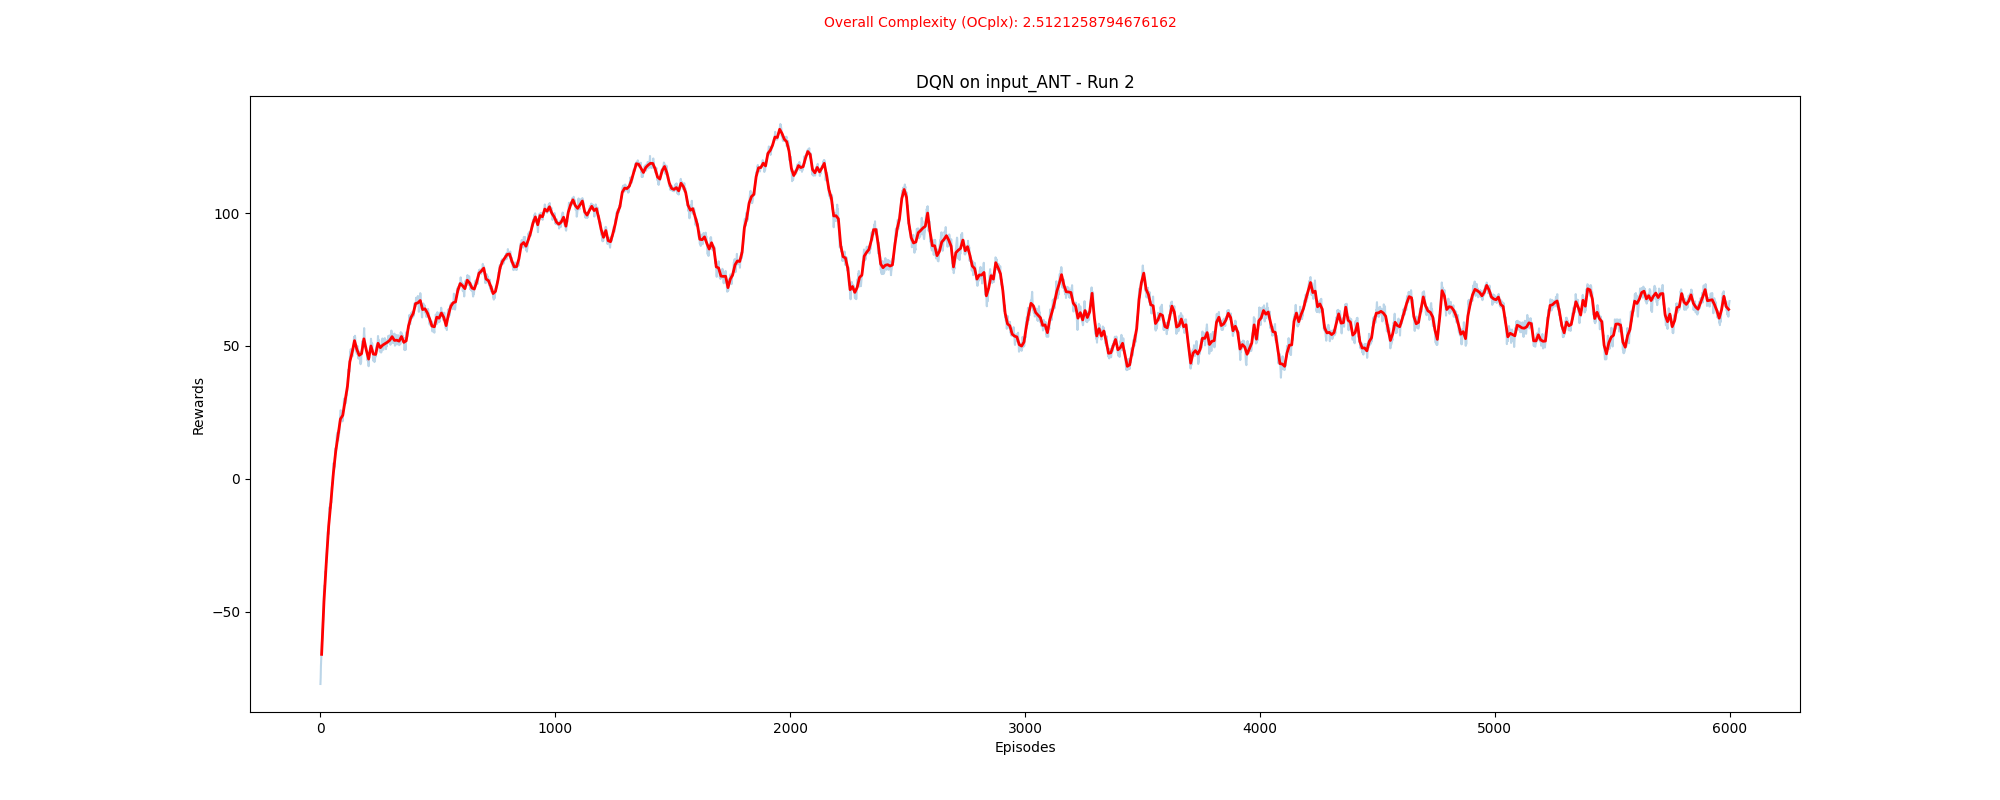 Overall Complexity (OCplx): 2.5121258794676162
DQN on input_ANT - Run 2
100
50
0
−50
Rewards
0 1000 2000 3000 4000 5000 6000
Episodes